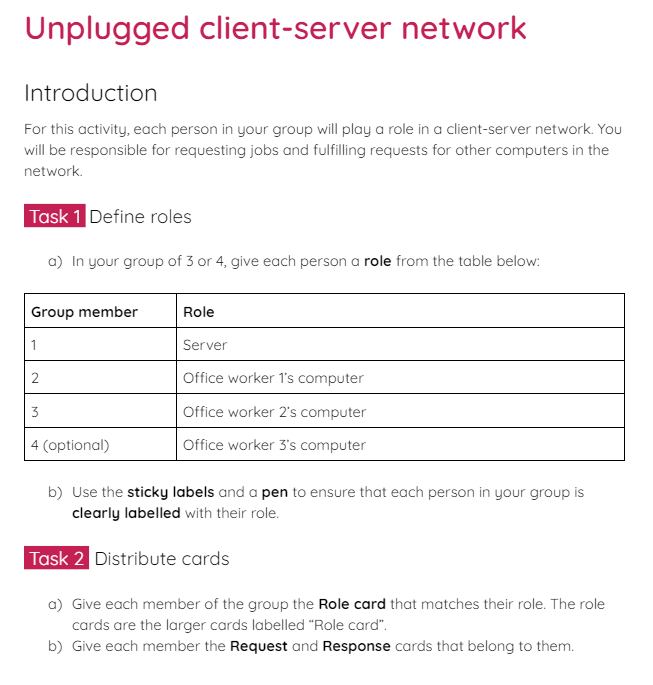 Unplugged client-server network
Introduction
For this activity, each person in your group will play a role in a client-server network. You
will be responsible for requesting jobs and fulfilling requests for other computers in the
network.
Task 1 Define roles
a) In your group of 3 or 4, give each person a role from the table below:
Group member Role
1 Server
2 Office worker 1's computer
3 Office worker 2's computer
4 (optional) Office worker 3's computer
b) Use the sticky labels and a pen to ensure that each person in your group is
clearly labelled with their role.
Task 2 Distribute cards
a) Give each member of the group the Role card that matches their role. The role
cards are the larger cards labelled “Role card”.
b) Give each member the Request and Response cards that belong to them.